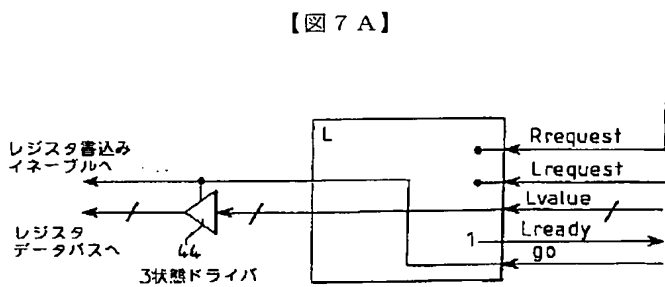 【図7A】
L
レジスタ書込み
イネーブルへ
レジスタ
データバスへ
44
3状態ドライバ
Rrequest
Lrequest
Lvalue
1
Lready
go